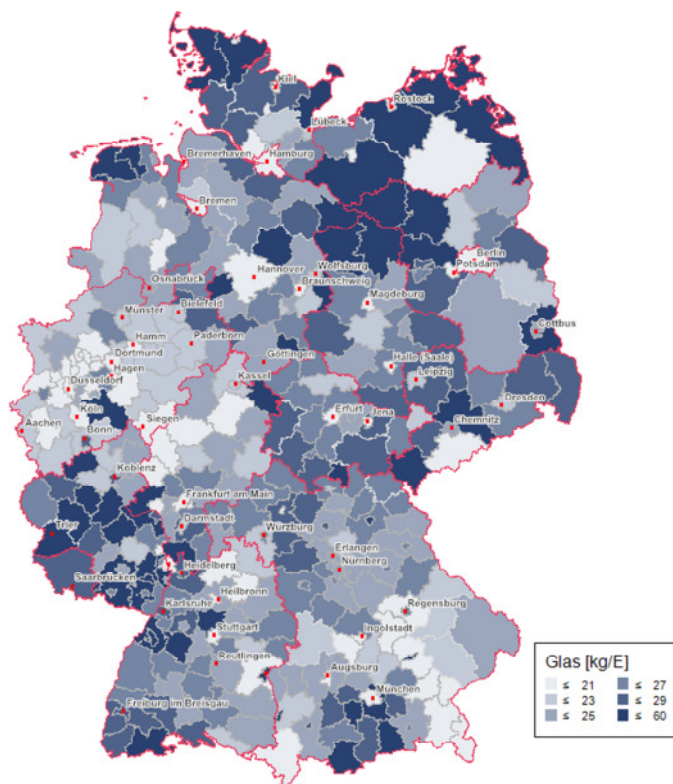 Kiel
Rostock
Lübeck
Bremerhaven
Hamburg
Bremen
Berlin
Potsdam
Hannover
Wolfsburg
Braunschweig
Osnabrück
Magdeburg
Münster
Bielefeld
Cottbus
Hamm
Paderborn
Dortmund
Göttingen
Halle (Saale)
Hagen
Leipzig
Düsseldorf
Kassel
Dresden
Köln
Erfurt
Jena
Aachen
Siegen
Chemnitz
Bonn
Koblenz
Frankfurt am Main
Darmstadt
Trier
Würzburg
Erlangen
Nürnberg
Heidelberg
Saarbrücken
Heilbronn
Regensburg
Karlsruhe
Stuttgart
Ingolstadt
Reutlingen
Augsburg
München
Freiburg im Breisgau
Glas [kg/E]
≤ 21 ≤ 27
≤ 23 ≤ 29
≤ 25 ≤ 60